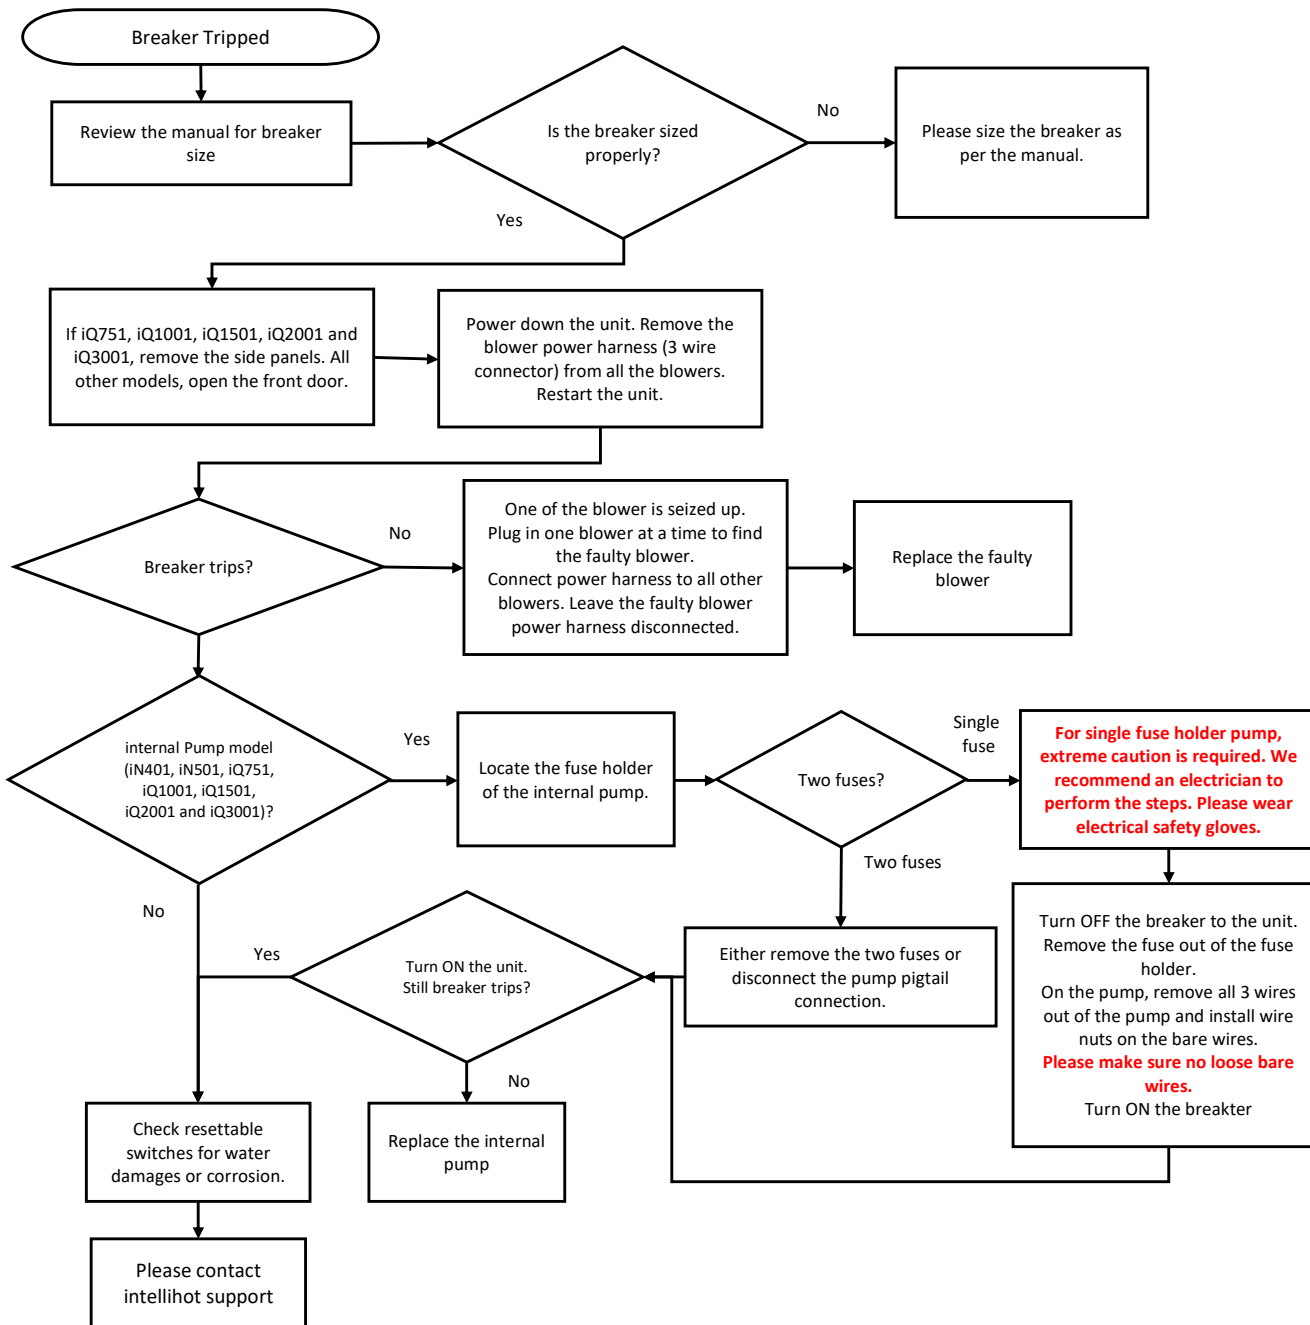 Breaker Tripped
Review the manual for breaker
size
Is the breaker sized
properly?
No
Please size the breaker as
per the manual.
Yes
If iQ751, iQ1001, iQ1501, iQ2001 and
iQ3001, remove the side panels. All
other models, open the front door.
Power down the unit. Remove the
blower power harness (3 wire
connector) from all the blowers.
Restart the unit.
Breaker trips?
No
One of the blower is seized up.
Plug in one blower at a time to find
the faulty blower.
Connect power harness to all other
blowers. Leave the faulty blower
power harness disconnected.
Replace the faulty
blower
internal Pump model
(iN401, iN501, iQ751,
iQ1001, iQ1501,
iQ2001 and iQ3001)?
Yes
Locate the fuse holder
of the internal pump.
Two fuses?
Single
fuse
For single fuse holder pump,
extreme caution is required. We
recommend an electrician to
perform the steps. Please wear
electrical safety gloves.
Two fuses
No
Turn OFF the breaker to the unit.
Remove the fuse out of the fuse
holder.
On the pump, remove all 3 wires
out of the pump and install wire
nuts on the bare wires.
Please make sure no loose bare
wires.
Turn ON the breakter
Either remove the two fuses or
disconnect the pump pigtail
connection.
Turn ON the unit.
Still breaker trips?
Yes
No
Replace the internal
pump
Check resettable
switches for water
damages or corrosion.
Please contact
intellihot support